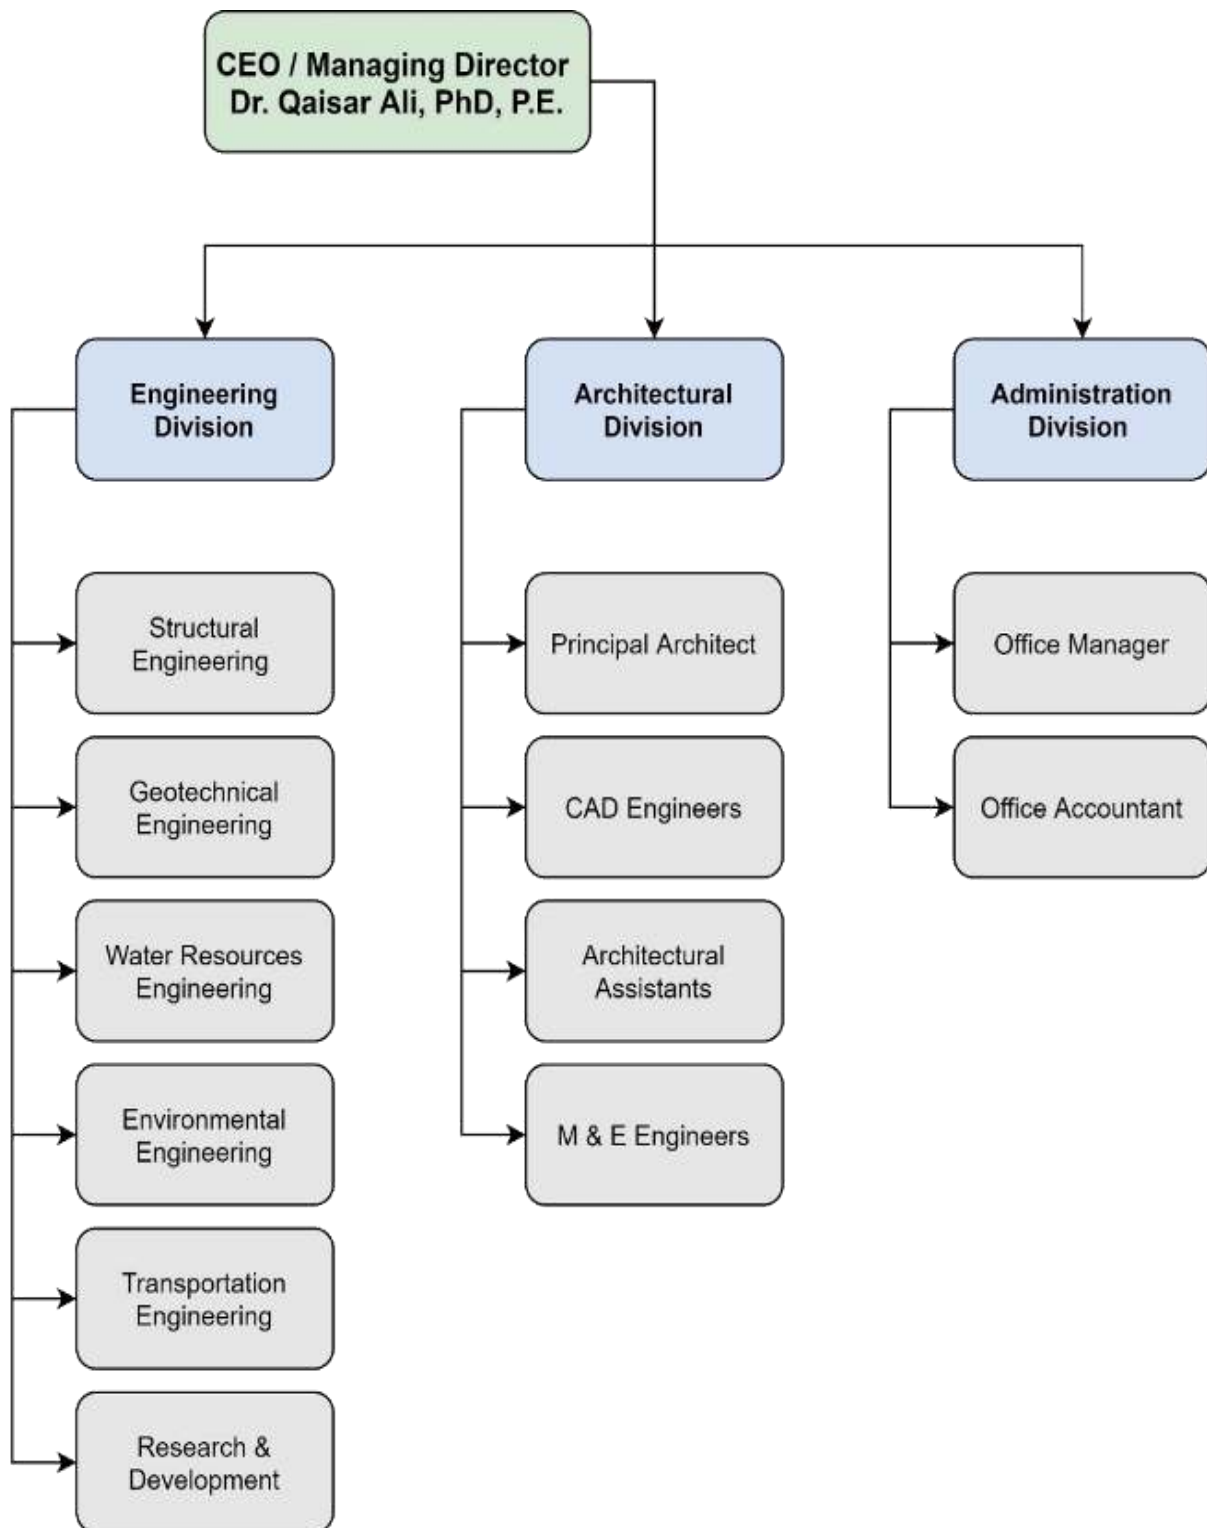 CEO / Managing Director
Dr. Qaisar Ali, PhD, P.E.
Engineering
Division
Architectural
Division
Administration
Division
Structural
Engineering
Principal Architect
Office Manager
Geotechnical
Engineering
CAD Engineers
Office Accountant
Water Resources
Engineering
Architectural
Assistants
Environmental
Engineering
M & E Engineers
Transportation
Engineering
Research &
Development